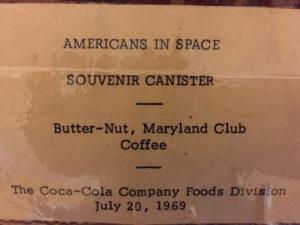 AMERICANS IN SPACE
SOUVENIR CANISTER
Butter-Nut, Maryland Club
Coffee
The Coca-Cola Company Foods Division
July 20, 1969